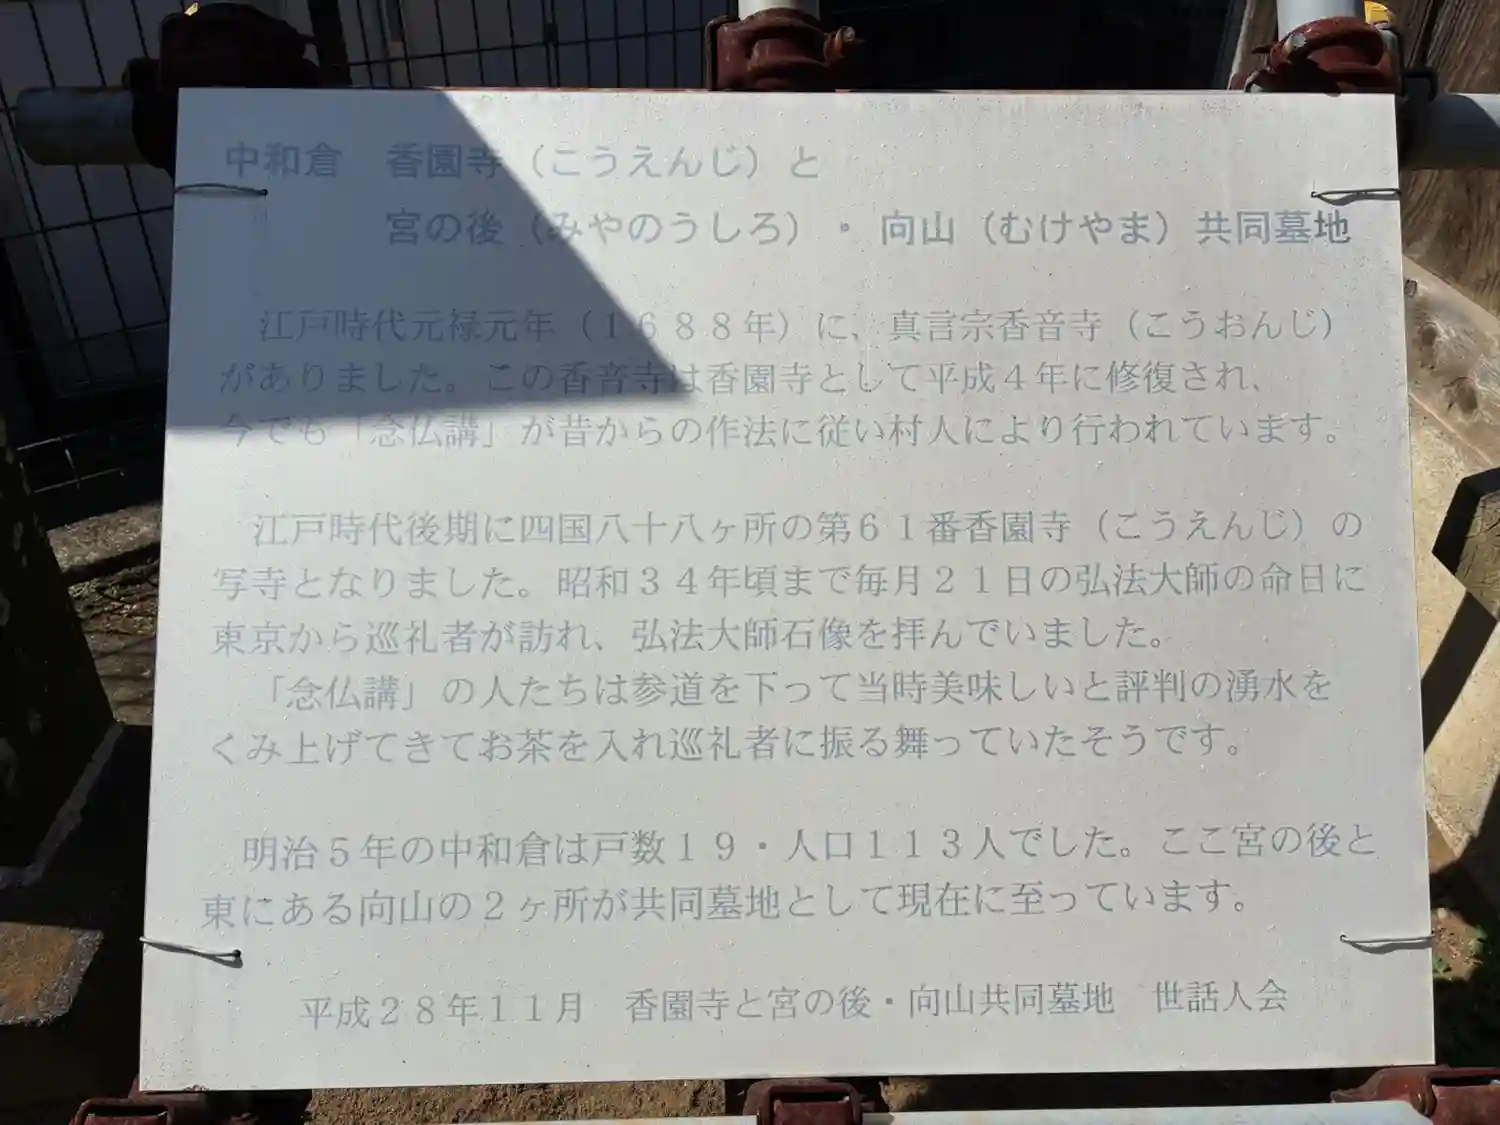 中和倉　香園寺（こうえんじ）と
宮の後（みやのうしろ）・向山（むけやま）共同墓地
江戸時代元禄元年（１６８８年）に、真言宗香音寺（こうおんじ）
がありました。この香音寺は香園寺として平成４年に修復され、
今でも「念仏講」が昔からの作法に従い村人により行われています。
江戸時代後期に四国八十八ヶ所の第６１番香園寺（こうえんじ）の
写寺となりました。昭和３４年頃まで毎月２１日の弘法大師の命日に
東京から巡礼者が訪れ、弘法大師石像を拝んでいました。
「念仏講」の人たちは参道を下って当時美味しいと評判の湧水を
くみ上げてきてお茶を入れ巡礼者に振る舞っていたそうです。
明治５年の中和倉は戸数１９・人口１１３人でした。ここ宮の後と
東にある向山の２ヶ所が共同墓地として現在に至っています。
平成２８年１１月　香園寺と宮の後・向山共同墓地　世話人会